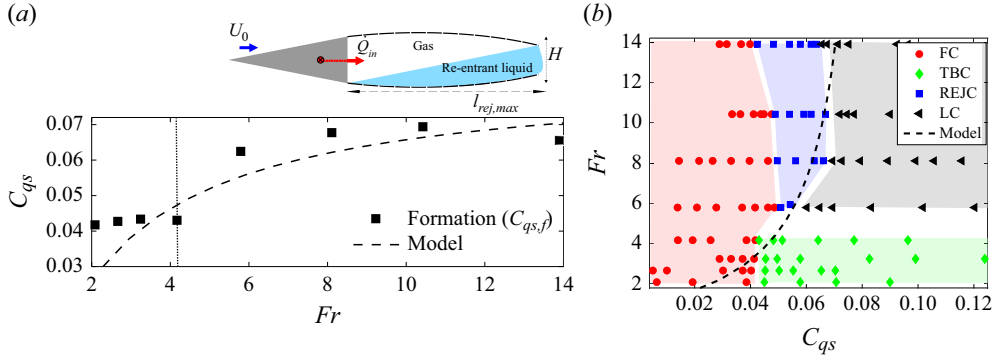 (a)
U0
Q̇in
Gas
Re-entrant liquid
H
lrej,max
Cqs
0.07
0.06
0.05
0.04
0.03
Formation (Cqs,f)
Model
2 4 6 8 10 12 14
Fr
(b)
Fr
14
12
10
8
6
4
2
FC
TBC
REJC
LC
Model
0.02 0.04 0.06 0.08 0.10 0.12
Cqs